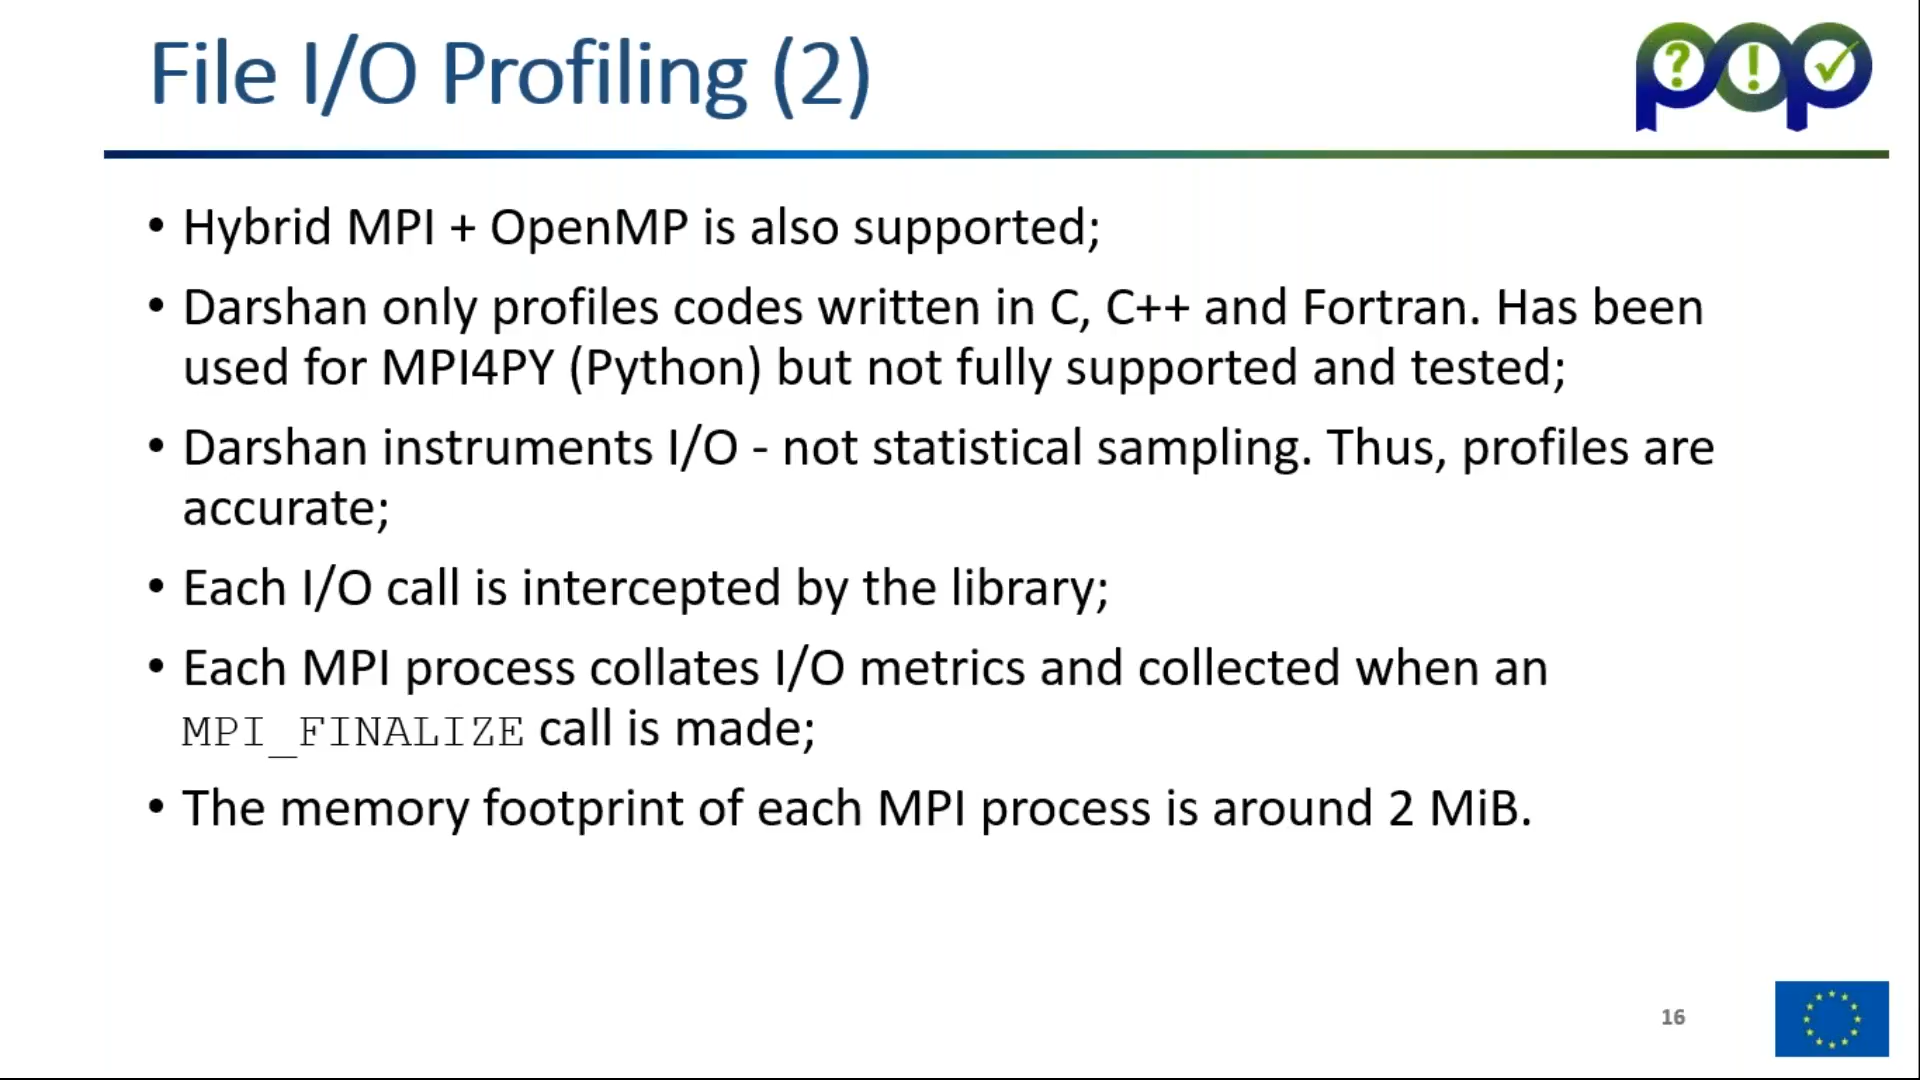 File I/O Profiling (2)
pop
• Hybrid MPI + OpenMP is also supported;
• Darshan only profiles codes written in C, C++ and Fortran. Has been
used for MPI4PY (Python) but not fully supported and tested;
• Darshan instruments I/O - not statistical sampling. Thus, profiles are
accurate;
• Each I/O call is intercepted by the library;
• Each MPI process collates I/O metrics and collected when an
MPI_FINALIZE call is made;
• The memory footprint of each MPI process is around 2 MiB.
16